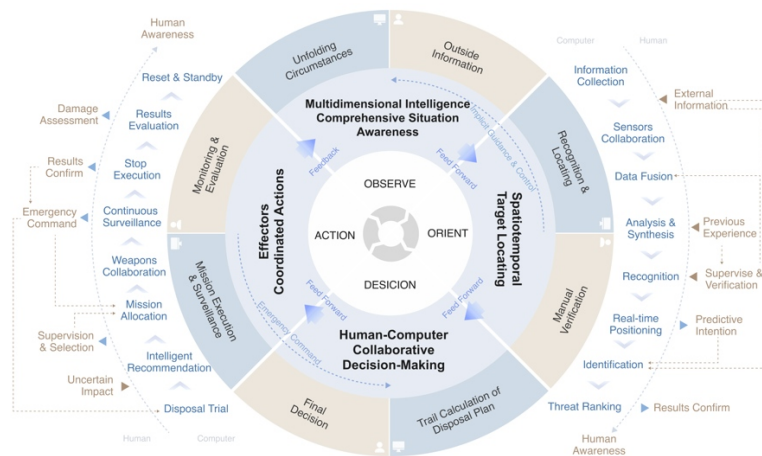 Human
Awareness
Reset & Standby
Damage
Assessment
Results
Evaluation
Results
Confirm
Stop
Execution
Emergency
Command
Continuous
Surveillance
Weapons
Collaboration
Mission
Allocation
Supervision
& Selection
Intelligent
Recommendation
Uncertain
Impact
Disposal Trial
Human
Computer
Unfolding
Circumstances
Outside
Information
Monitoring &
Evaluation
Recognition &
Locating
Mission Execution
& Surveillance
Manual
Verification
Final
Decision
Trail Calculation of
Disposal Plan
Multidimensional Intelligence
Comprehensive Situation
Awareness
Implicit Guidance & Control
Feedback
Feed Forward
Effectors
Coordinated Actions
Spatiotemporal
Target Locating
OBSERVE
ACTION
ORIENT
DESICION
Feed Forward
Feed Forward
Emergency Command
Human-Computer
Collaborative
Decision-Making
Computer
Human
Information
Collection
External
Information
Sensors
Collaboration
Data Fusion
Analysis &
Synthesis
Previous
Experience
Recognition
Supervise &
Verification
Real-time
Positioning
Predictive
Intention
Identification
Threat Ranking
Results Confirm
Human
Awareness